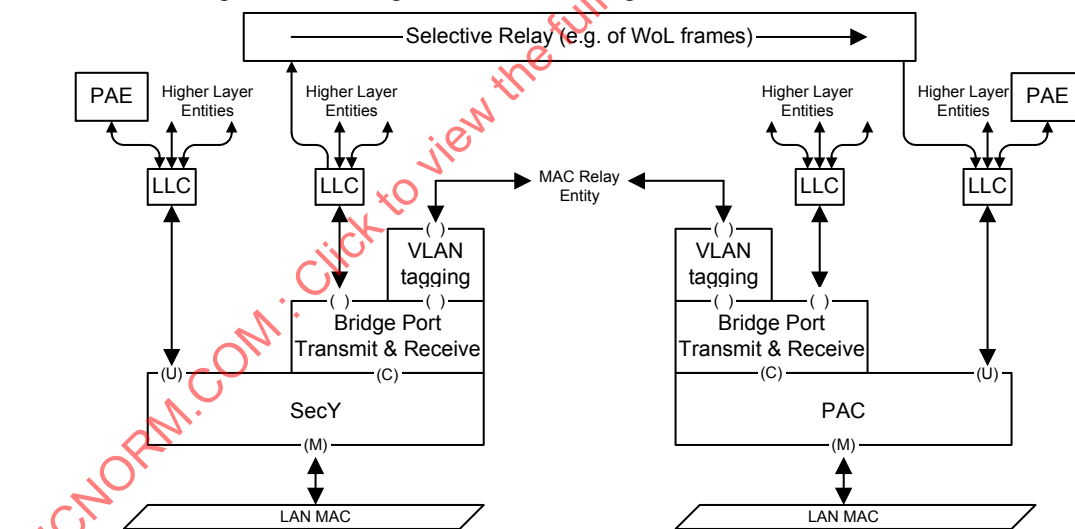 Selective Relay (e.g. of WoL frames)
PAE
Higher Layer
Entities
Higher Layer
Entities
Higher Layer
Entities
Higher Layer
Entities
PAE
LLC
LLC
MAC Relay
Entity
LLC
LLC
( )
VLAN
tagging
( )
( )
Bridge Port
Transmit & Receive
( )
VLAN
tagging
( )
( )
Bridge Port
Transmit & Receive
(U)
(C)
SecY
(M)
(C)
(U)
PAC
(M)
LAN MAC
LAN MAC
ICNORM.COM : Click to view the full